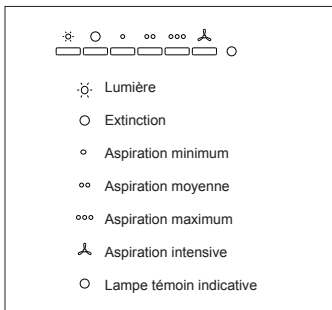 Lumière
Extinction
Aspiration minimum
Aspiration moyenne
Aspiration maximum
Aspiration intensive
Lampe témoin indicative